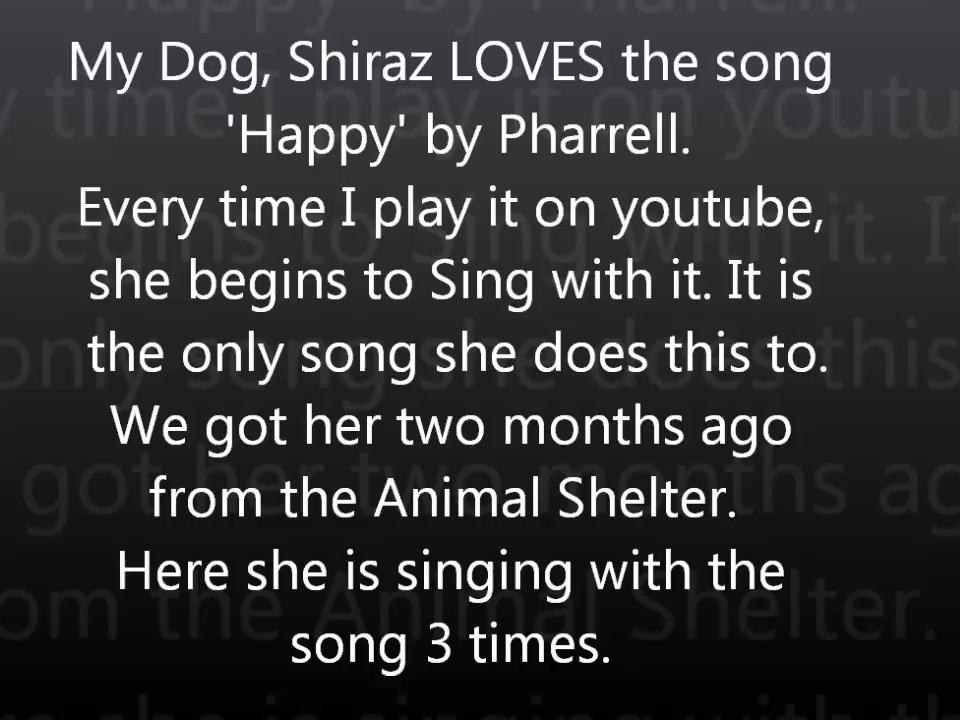 My Dog, Shiraz LOVES the song
'Happy' by Pharrell.
Every time I play it on youtube,
she begins to Sing with it. It is
the only song she does this to.
We got her two months ago
from the Animal Shelter.
Here she is singing with the
song 3 times.